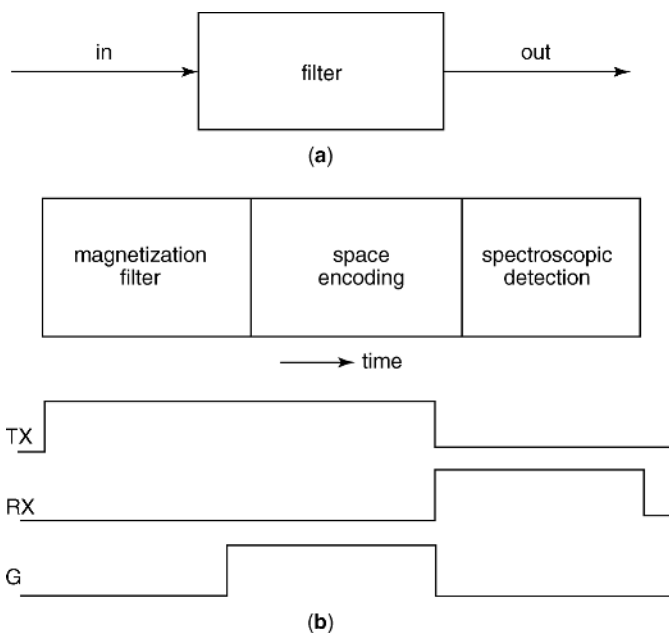 in
filter
out
(a)
magnetization
filter
space
encoding
spectroscopic
detection
time
TX
RX
G
(b)